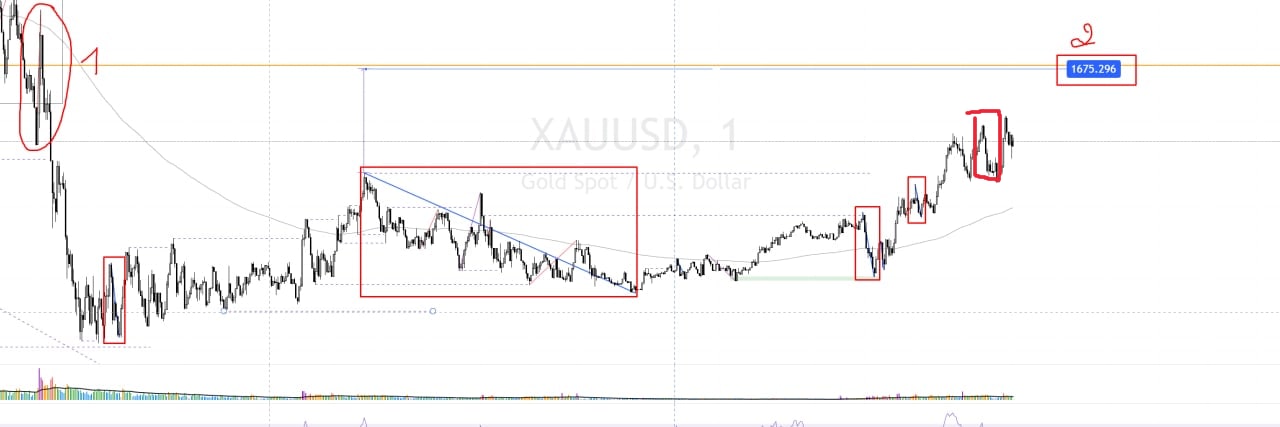 2
1
1675.296
XAUUSD, 1
Gold Spot / U.S. Dollar